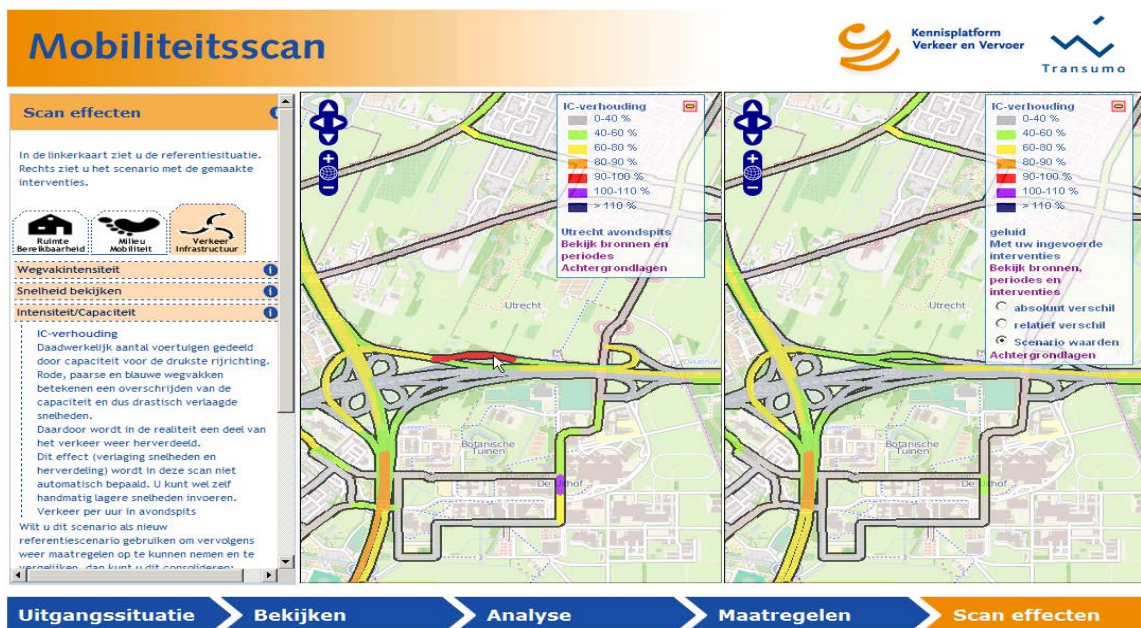 Mobiliteitsscan
Kennisplatform
Verkeer en Vervoer
Transumo
Scan effecten
In de linkerkaart ziet u de referentiesituatie.
Rechts ziet u het scenario met de gemaakte
interventies.
Ruimte
Bereikbaarheid
Milieu
Mobiliteit
Verkeer
Infrastructuur
Wegvakintensiteit
Snelheid bekijken
Intensiteit/Capaciteit
IC-verhouding
Daadwerkelijk aantal voertuigen gedeeld
door capaciteit voor de drukste rijrichting.
Rode, paarse en blauwe wegvakken
betekenen een overschrijden van de
capaciteit en dus drastisch verlaagde
snelheden.
Daardoor wordt in de realiteit een deel van
het verkeer weer herverdeeld.
Dit effect (verlaging snelheden en
herverdeling) wordt in deze scan niet
automatisch bepaald. U kunt wel zelf
handmatig lagere snelheden invoeren.
Verkeer per uur in avondspits
Wilt u dit scenario als nieuw
referentiescenario gebruiken om vervolgens
weer maatregelen op te kunnen nemen en te
vergelijken, dan kunt u dit consolideren:
IC-verhouding
0-40 %
40-60 %
60-80 %
80-90 %
90-100 %
100-110 %
> 110 %
Utrecht avondspits
Bekijk bronnen en
periodes
Achtergrondlagen
Utrecht
Botanische
Tuinen
De Uithof
IC-verhouding
0-40 %
40-60 %
60-80 %
80-90 %
90-100 %
100-110 %
> 110 %
geluid
Met uw ingevoerde
interventies
Bekijk bronnen,
periodes en
interventies
absoluut verschil
relatief verschil
Scenario waarden
Achtergrondlagen
Utrecht
Botanische
Tuinen
De Uithof
Uitgangssituatie
Bekijken
Analyse
Maatregelen
Scan effecten